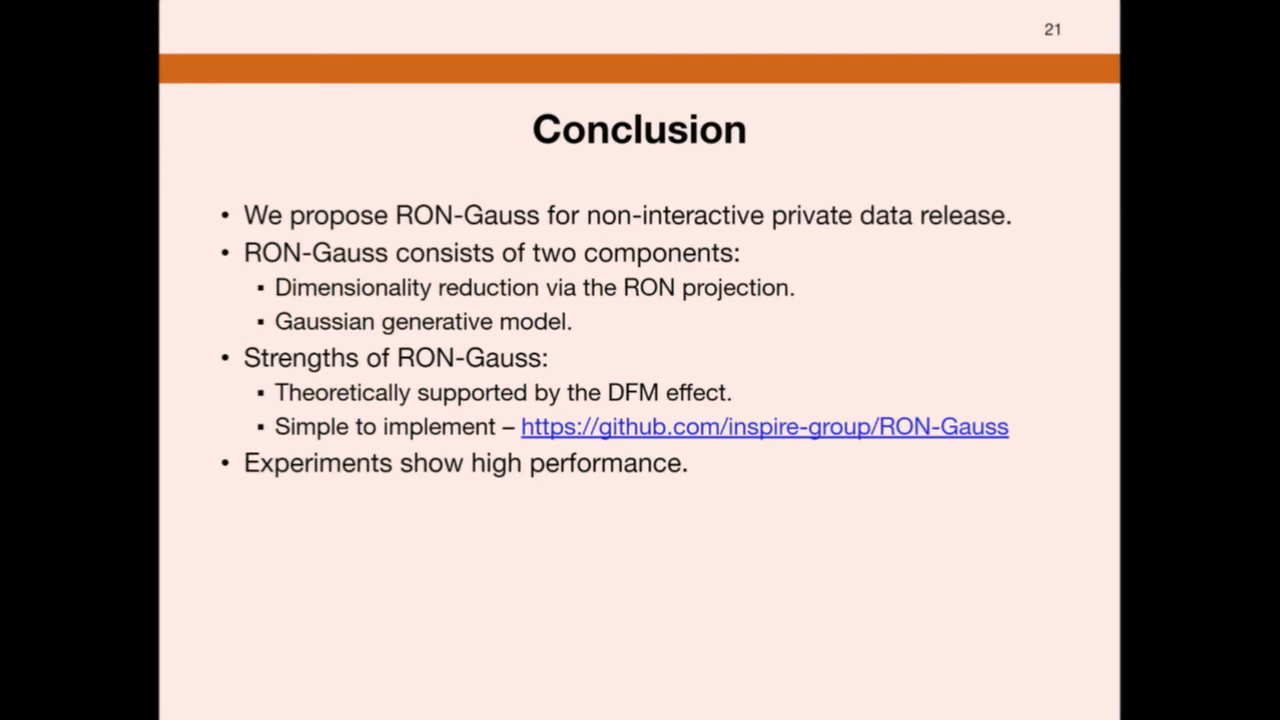 21
Conclusion
• We propose RON-Gauss for non-interactive private data release.
• RON-Gauss consists of two components:
▪ Dimensionality reduction via the RON projection.
▪ Gaussian generative model.
• Strengths of RON-Gauss:
▪ Theoretically supported by the DFM effect.
▪ Simple to implement – https://github.com/inspire-group/RON-Gauss
• Experiments show high performance.